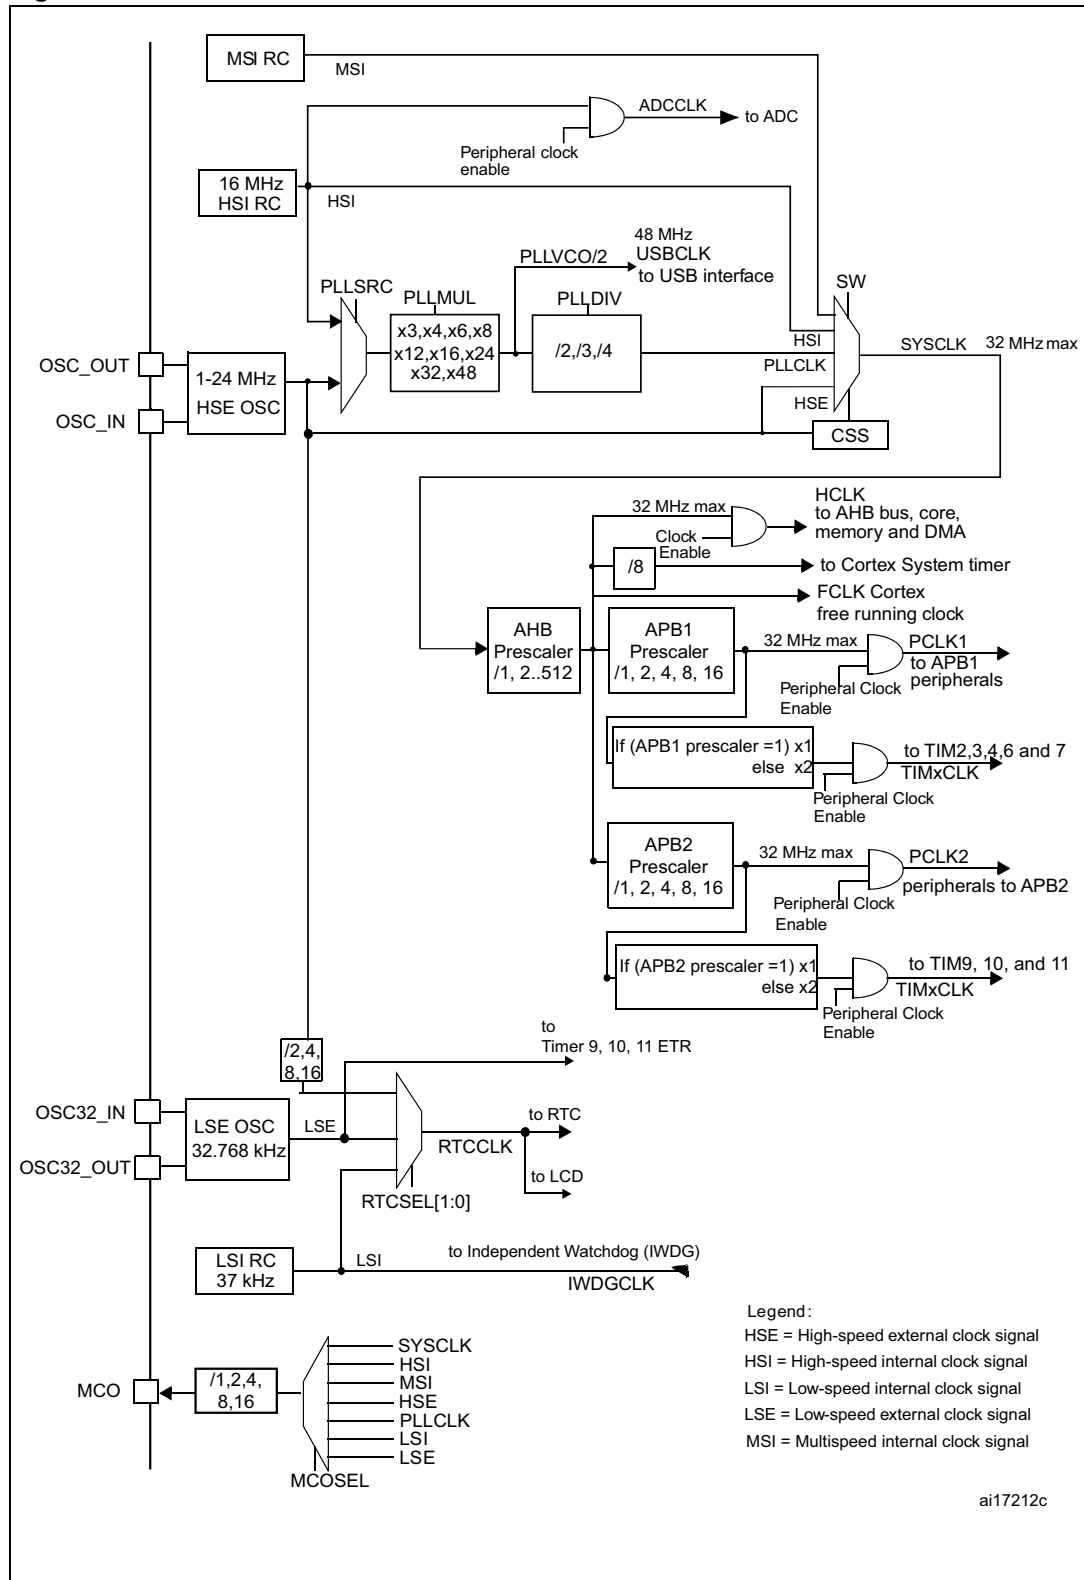 MSI RC
MSI
ADCCLK
to ADC
Peripheral clock
enable
16 MHz
HSI RC
HSI
48 MHz
PLLVCO/2
USBCLK
to USB interface
PLLSRC
PLLMUL
PLLDIV
SW
x3,x4,x6,x8
x12,x16,x24
x32,x48
/2,/3,/4
HSI
PLLCLK
HSE
SYSCLK
32 MHz max
OSC_OUT
OSC_IN
1-24 MHz
HSE OSC
CSS
32 MHz max
Clock
Enable
HCLK
to AHB bus, core,
memory and DMA
/8
to Cortex System timer
FCLK Cortex
free running clock
AHB
Prescaler
/1, 2..512
APB1
Prescaler
/1, 2, 4, 8, 16
32 MHz max
PCLK1
to APB1
peripherals
Peripheral Clock
Enable
If (APB1 prescaler =1) x1
else x2
to TIM2,3,4,6 and 7
TIMxCLK
Peripheral Clock
Enable
APB2
Prescaler
/1, 2, 4, 8, 16
32 MHz max
PCLK2
peripherals to APB2
Peripheral Clock
Enable
If (APB2 prescaler =1) x1
else x2
to TIM9, 10, and 11
TIMxCLK
Peripheral Clock
Enable
to
Timer 9, 10, 11 ETR
/2,4,
8,16
OSC32_IN
OSC32_OUT
LSE OSC
32.768 kHz
LSE
RTCCLK
to RTC
to LCD
RTCSEL[1:0]
LSI RC
37 kHz
LSI
to Independent Watchdog (IWDG)
IWDGCLK
MCO
/1,2,4,
8,16
SYSCLK
HSI
MSI
HSE
PLLCLK
LSI
LSE
MCOSEL
Legend:
HSE = High-speed external clock signal
HSI = High-speed internal clock signal
LSI = Low-speed internal clock signal
LSE = Low-speed external clock signal
MSI = Multispeed internal clock signal
ai17212c